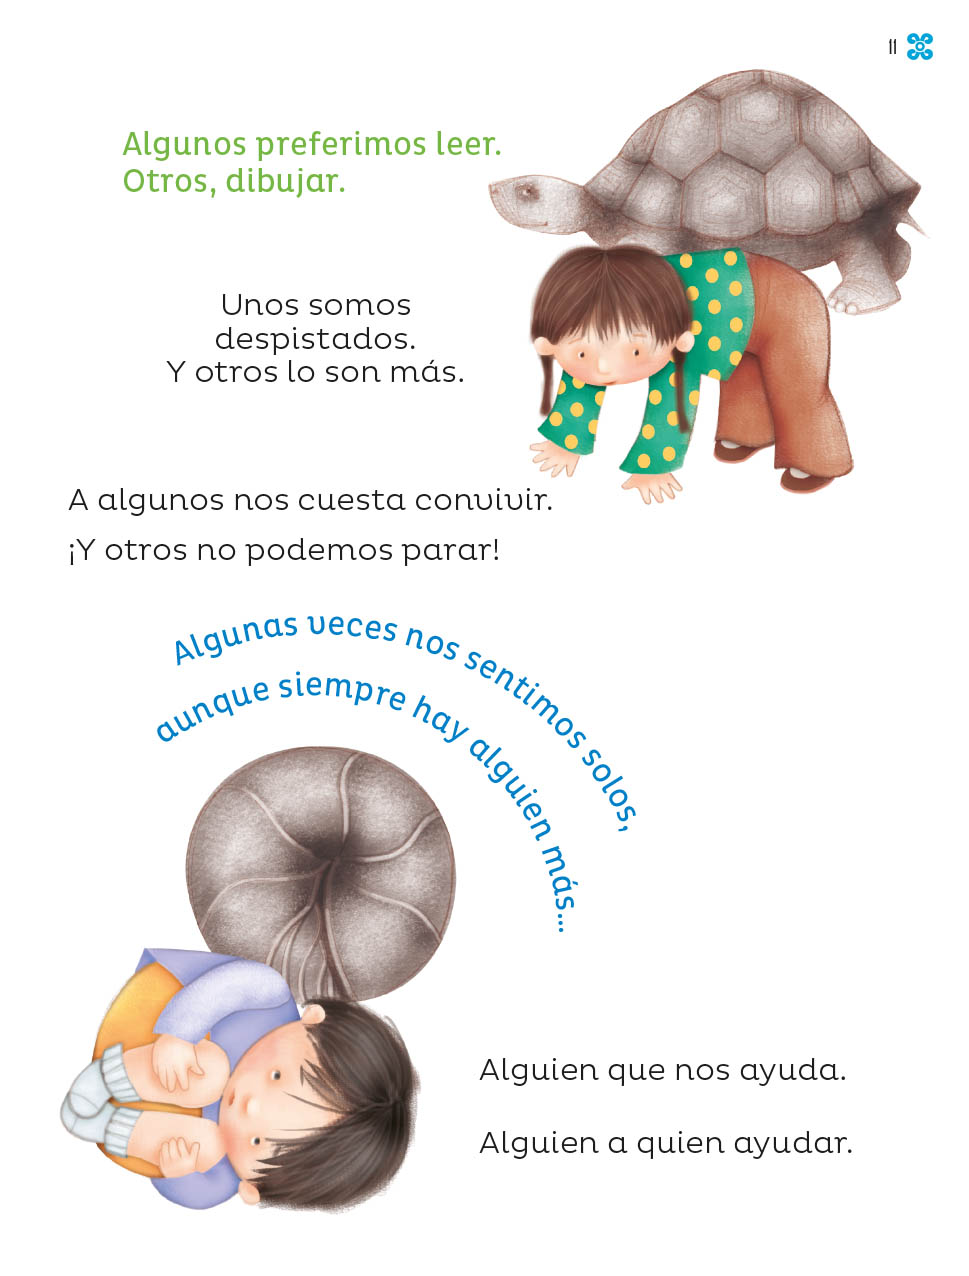 11
Algunos preferimos leer.
Otros, dibujar.
Unos somos
despistados.
Y otros lo son más.
A algunos nos cuesta convivir.
¡Y otros no podemos parar!
Algunas veces nos sentimos solos,
aunque siempre hay alguien más...
Alguien que nos ayuda.
Alguien a quien ayudar.